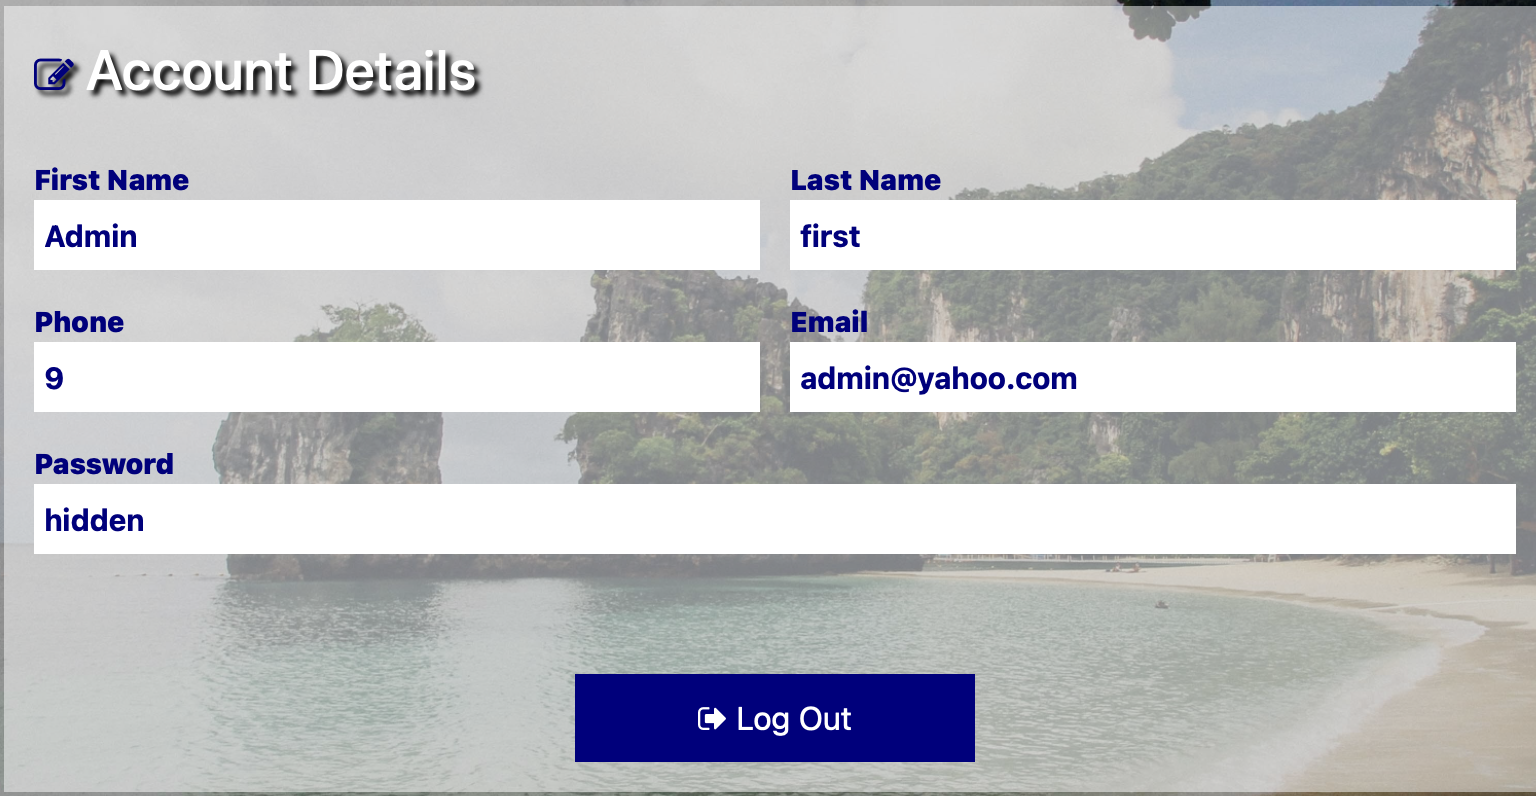 Account Details
First Name
Last Name
Admin
first
Phone
Email
9
admin@yahoo.com
Password
hidden
Log Out